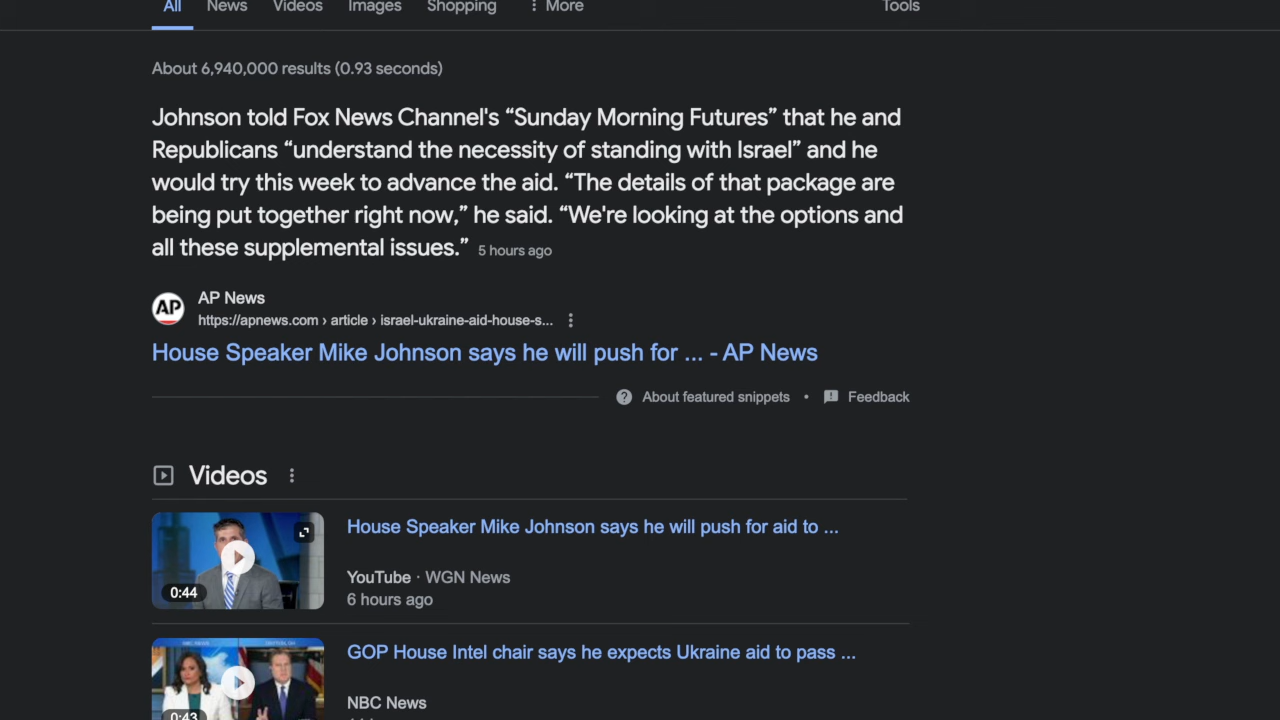 All News Videos Images Shopping More Tools
About 6,940,000 results (0.93 seconds)
Johnson told Fox News Channel's “Sunday Morning Futures” that he and
Republicans “understand the necessity of standing with Israel” and he
would try this week to advance the aid. “The details of that package are
being put together right now,” he said. “We're looking at the options and
all these supplemental issues.” 5 hours ago
AP
AP News
https://apnews.com › article › israel-ukraine-aid-house-s...
House Speaker Mike Johnson says he will push for ... - AP News
About featured snippets • Feedback
Videos
House Speaker Mike Johnson says he will push for aid to ...
YouTube · WGN News
0:44
6 hours ago
GOP House Intel chair says he expects Ukraine aid to pass ...
NBC News
0:43